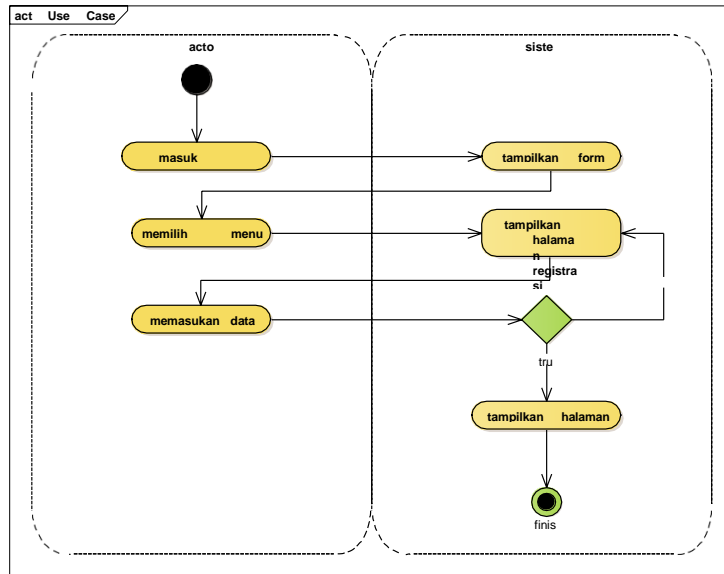 act Use Case
acto
siste
masuk
tampilkan form
memilih menu
tampilkan
halama
n
registra
si
memasukan data
tru
tampilkan halaman
finis